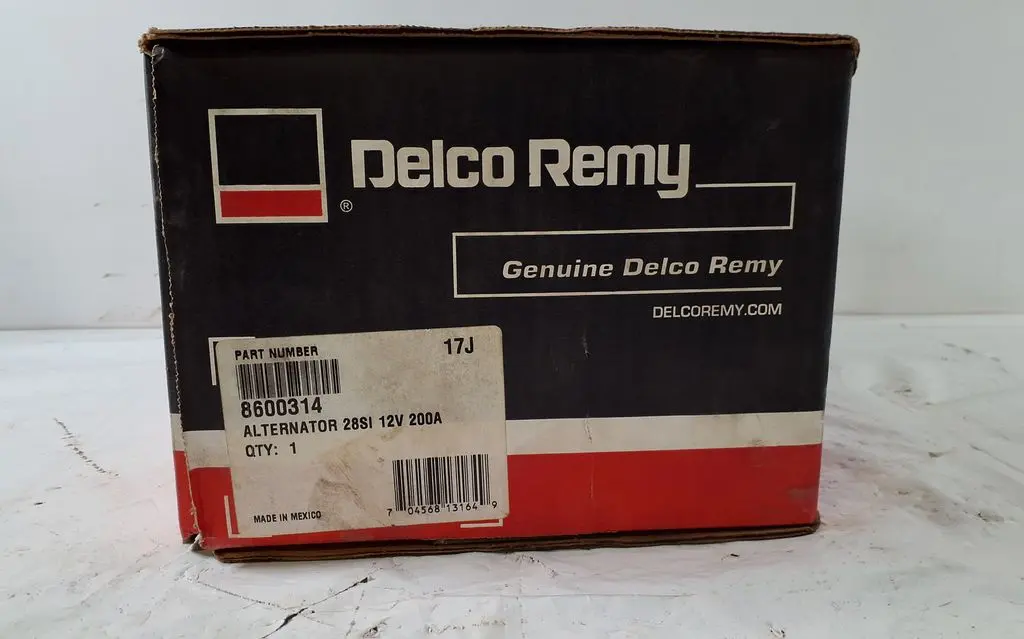 Delco Remy
®
Genuine Delco Remy
DELCOREMY.COM
PART NUMBER 17J
8600314
ALTERNATOR 28SI 12V 200A
QTY: 1
7 04568 13164 9
MADE IN MEXICO